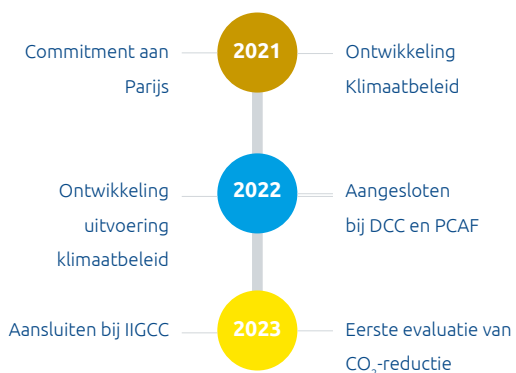 Commitment aan
Parijs
2021
Ontwikkeling
Klimaatbeleid
Ontwikkeling
uitvoering
klimaatbeleid
2022
Aangesloten
bij DCC en PCAF
Aansluiten bij IIGCC
2023
Eerste evaluatie van
CO₂-reductie